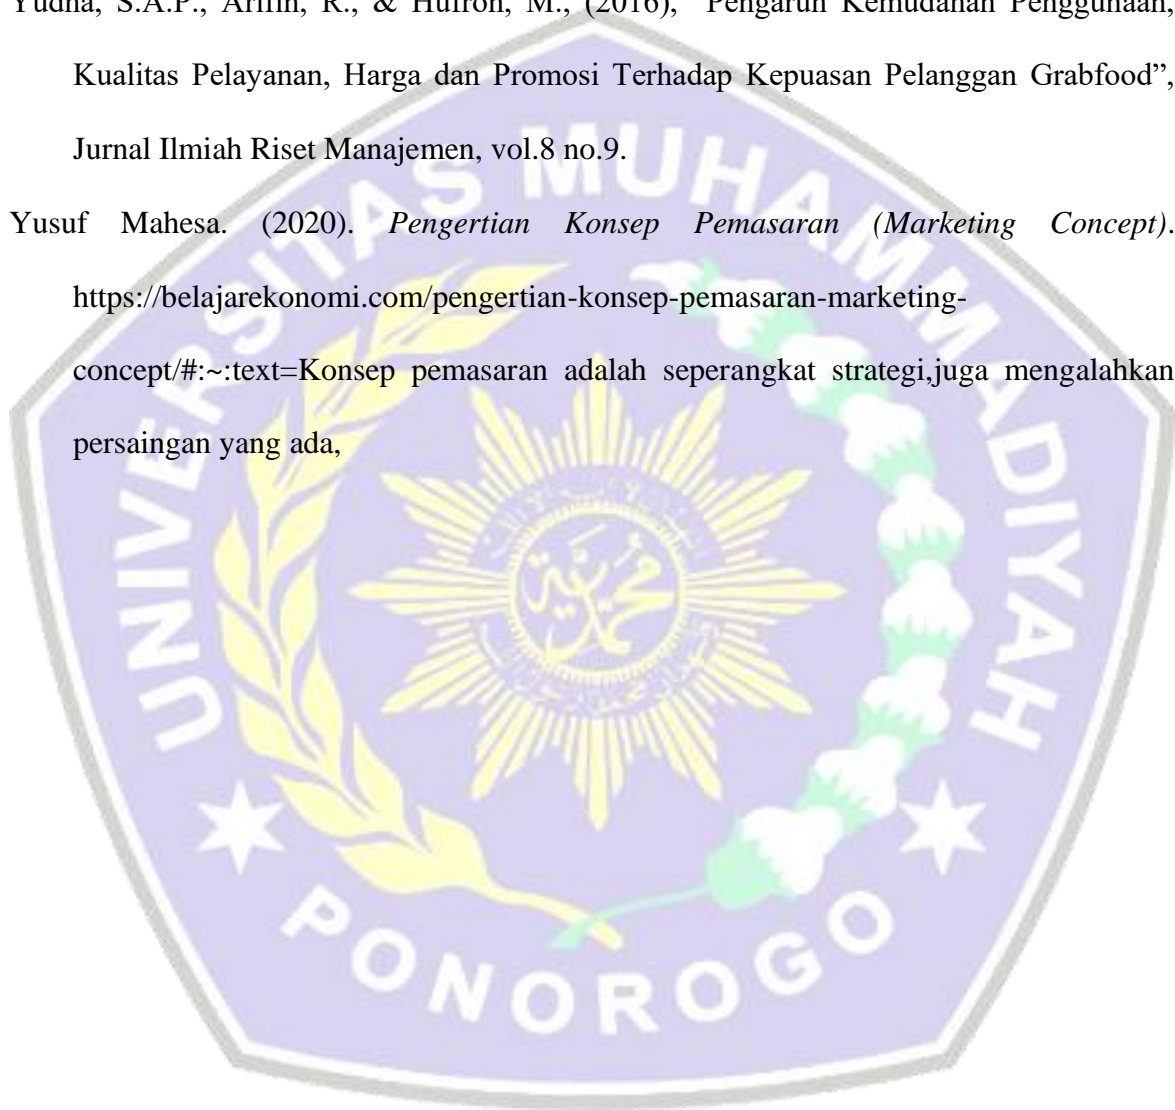 Yudha, S.A.P., Arifin, R., & Hufron, M., (2016), “Pengaruh Kemudahan Penggunaan,
Kualitas Pelayanan, Harga dan Promosi Terhadap Kepuasan Pelanggan Grabfood”,
Jurnal Ilmiah Riset Manajemen, vol.8 no.9.
Yusuf Mahesa. (2020). Pengertian Konsep Pemasaran (Marketing Concept).
https://belajarekonomi.com/pengertian-konsep-pemasaran-marketing-
concept/#:~:text=Konsep pemasaran adalah seperangkat strategi,juga mengalahkan
persaingan yang ada,
UNIVERSITAS MUHAMMADIYAH
PONOROGO